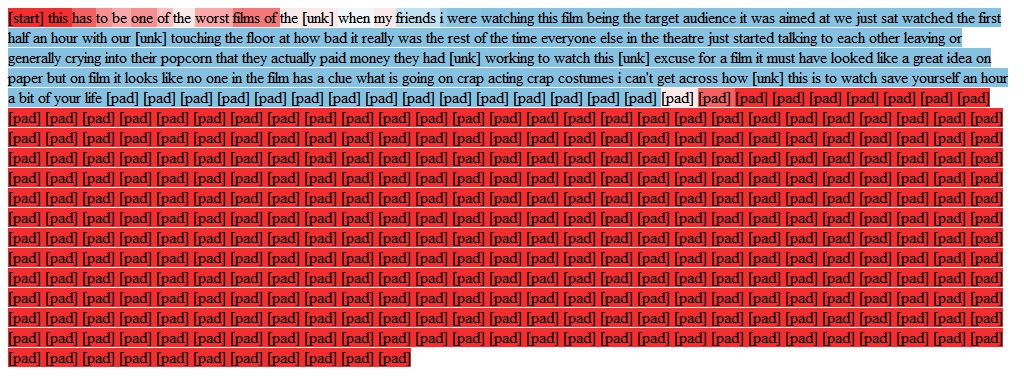 [start] this has to be one of the worst films of the [unk] when my friends i were watching this film being the target audience it was aimed at we just sat watched the first
half an hour with our [unk] touching the floor at how bad it really was the rest of the time everyone else in the theatre just started talking to each other leaving or
generally crying into their popcorn that they actually paid money they had [unk] working to watch this [unk] excuse for a film it must have looked like a great idea on
paper but on film it looks like no one in the film has a clue what is going on crap acting crap costumes i can't get across how [unk] this is to watch save yourself an hour
a bit of your life [pad] [pad] [pad] [pad] [pad] [pad] [pad] [pad] [pad] [pad] [pad] [pad] [pad] [pad] [pad] [pad] [pad] [pad] [pad] [pad] [pad] [pad] [pad] [pad]
[pad] [pad] [pad] [pad] [pad] [pad] [pad] [pad] [pad] [pad] [pad] [pad] [pad] [pad] [pad] [pad] [pad] [pad] [pad] [pad] [pad] [pad] [pad] [pad] [pad] [pad] [pad]
[pad] [pad] [pad] [pad] [pad] [pad] [pad] [pad] [pad] [pad] [pad] [pad] [pad] [pad] [pad] [pad] [pad] [pad] [pad] [pad] [pad] [pad] [pad] [pad] [pad] [pad] [pad]
[pad] [pad] [pad] [pad] [pad] [pad] [pad] [pad] [pad] [pad] [pad] [pad] [pad] [pad] [pad] [pad] [pad] [pad] [pad] [pad] [pad] [pad] [pad] [pad] [pad] [pad] [pad]
[pad] [pad] [pad] [pad] [pad] [pad] [pad] [pad] [pad] [pad] [pad] [pad] [pad] [pad] [pad] [pad] [pad] [pad] [pad] [pad] [pad] [pad] [pad] [pad] [pad] [pad] [pad]
[pad] [pad] [pad] [pad] [pad] [pad] [pad] [pad] [pad] [pad] [pad] [pad] [pad] [pad] [pad] [pad] [pad] [pad] [pad] [pad] [pad] [pad] [pad] [pad] [pad] [pad] [pad]
[pad] [pad] [pad] [pad] [pad] [pad] [pad] [pad] [pad] [pad] [pad] [pad] [pad] [pad] [pad] [pad] [pad] [pad] [pad] [pad] [pad] [pad] [pad] [pad] [pad] [pad] [pad]
[pad] [pad] [pad] [pad] [pad] [pad] [pad] [pad] [pad] [pad] [pad] [pad] [pad] [pad] [pad] [pad] [pad] [pad] [pad] [pad] [pad] [pad] [pad] [pad] [pad] [pad] [pad]
[pad] [pad] [pad] [pad] [pad] [pad] [pad] [pad] [pad] [pad] [pad] [pad] [pad] [pad] [pad] [pad] [pad] [pad] [pad] [pad] [pad] [pad] [pad] [pad] [pad] [pad] [pad]
[pad] [pad] [pad] [pad] [pad] [pad] [pad] [pad] [pad] [pad] [pad] [pad] [pad] [pad] [pad] [pad] [pad] [pad] [pad] [pad] [pad] [pad] [pad] [pad] [pad] [pad] [pad]
[pad] [pad] [pad] [pad] [pad] [pad] [pad] [pad] [pad] [pad] [pad] [pad] [pad] [pad] [pad] [pad] [pad] [pad] [pad] [pad] [pad] [pad] [pad] [pad] [pad] [pad] [pad]
[pad] [pad] [pad] [pad] [pad] [pad] [pad] [pad] [pad] [pad] [pad] [pad] [pad] [pad] [pad] [pad] [pad] [pad] [pad] [pad] [pad] [pad] [pad] [pad] [pad] [pad] [pad]
[pad] [pad] [pad] [pad] [pad] [pad] [pad] [pad] [pad] [pad] [pad] [pad] [pad] [pad] [pad] [pad] [pad] [pad] [pad] [pad] [pad] [pad] [pad] [pad] [pad] [pad] [pad]
[pad] [pad] [pad] [pad] [pad] [pad] [pad] [pad] [pad] [pad] [pad]